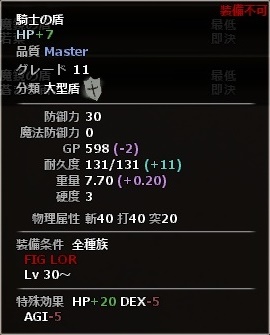 装備不可
騎士の盾
HP+7
品質 Master
グレード 11
分類 大型盾
最低
即決
最低
即決
防御力 30
魔法防御力 0
GP 598 (-2)
耐久度 131/131 (+11)
重量 7.70 (+0.20)
硬度 3
物理属性 斬40 打40 突20
装備条件 全種族
FIG LOR
Lv 30～
特殊効果 HP+20 DEX-5
AGI-5